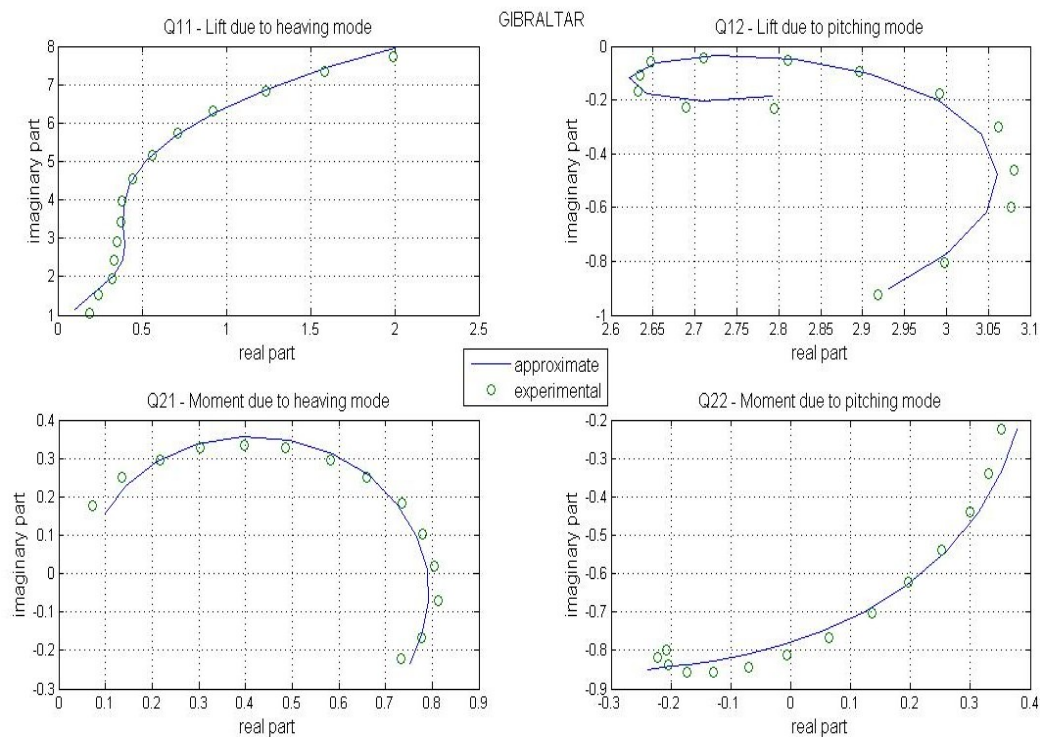 GIBRALTAR
Q11 - Lift due to heaving mode
8
7
6
5
4
3
2
1
imaginary part
0 0.5 1 1.5 2 2.5
real part
Q12 - Lift due to pitching mode
0
-0.2
-0.4
-0.6
-0.8
-1
imaginary part
2.6 2.65 2.7 2.75 2.8 2.85 2.9 2.95 3 3.05 3.1
real part
approximate
experimental
Q21 - Moment due to heaving mode
0.4
0.3
0.2
0.1
0
-0.1
-0.2
-0.3
imaginary part
0 0.1 0.2 0.3 0.4 0.5 0.6 0.7 0.8 0.9
real part
Q22 - Moment due to pitching mode
-0.2
-0.3
-0.4
-0.5
-0.6
-0.7
-0.8
-0.9
imaginary part
-0.3 -0.2 -0.1 0 0.1 0.2 0.3 0.4
real part